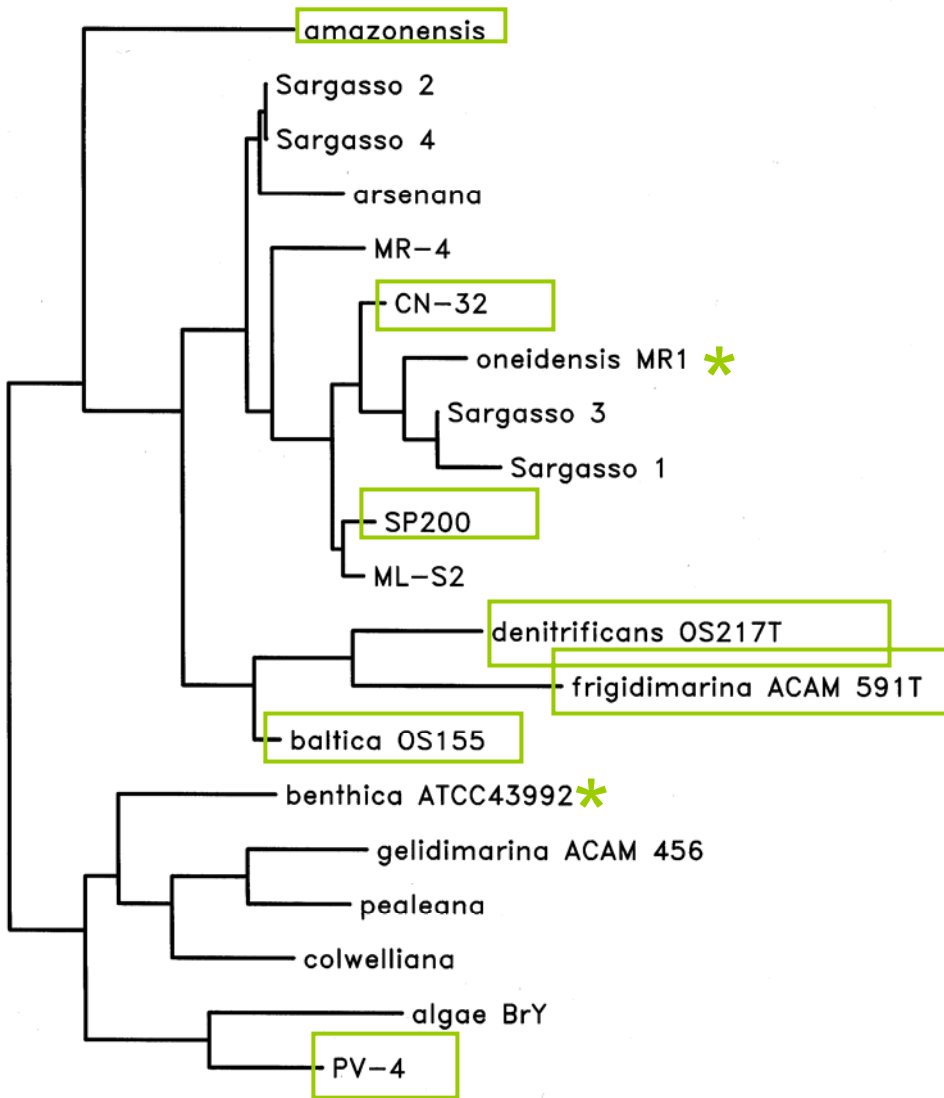 amazonensis
Sargasso 2
Sargasso 4
arsenana
MR-4
CN-32
oneidensis MR1 *
Sargasso 3
Sargasso 1
SP200
ML-S2
denitrificans OS217T
frigidimarina ACAM 591T
baltica OS155
benthica ATCC43992 *
gelidimarina ACAM 456
pealeana
colwelliana
algae BrY
PV-4